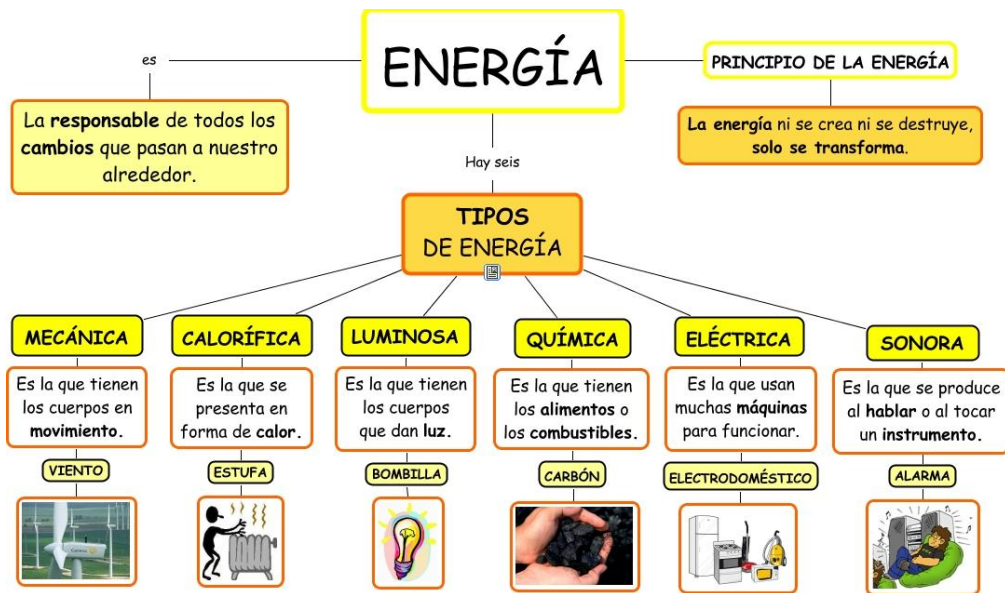 ENERGÍA
es
La responsable de todos los
cambios que pasan a nuestro
alrededor.
PRINCIPIO DE LA ENERGÍA
La energía ni se crea ni se destruye,
solo se transforma.
Hay seis
TIPOS
DE ENERGÍA
MECÁNICA
Es la que tienen
los cuerpos en
movimiento.
VIENTO
CALORÍFICA
Es la que se
presenta en
forma de calor.
ESTUFA
LUMINOSA
Es la que tienen
los cuerpos
que dan luz.
BOMBILLA
QUÍMICA
Es la que tienen
los alimentos o
los combustibles.
CARBÓN
ELÉCTRICA
Es la que usan
muchas máquinas
para funcionar.
ELECTRODOMÉSTICO
SONORA
Es la que se produce
al hablar o al tocar
un instrumento.
ALARMA